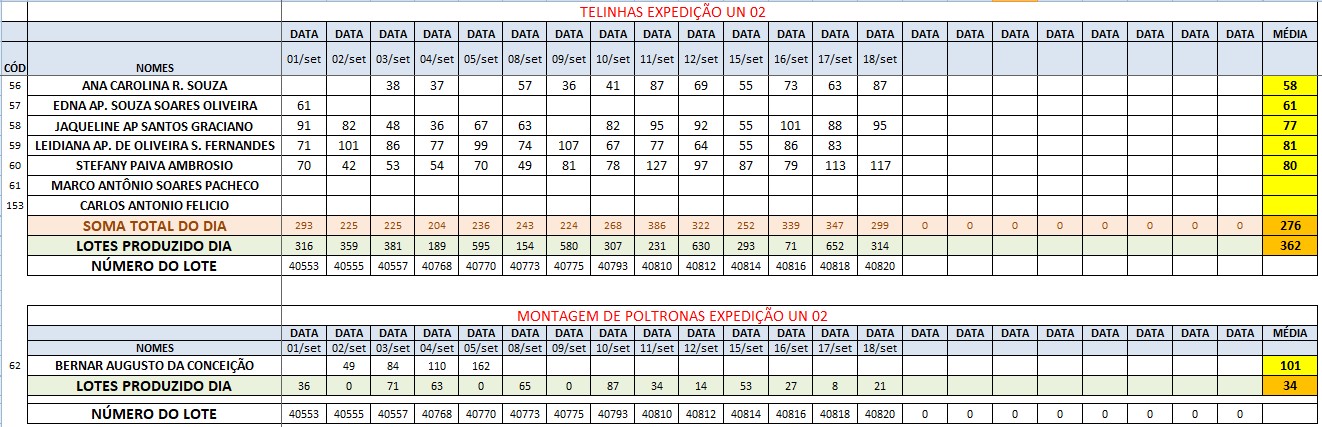 TELINHAS EXPEDIÇÃO UN 02
DATA DATA DATA DATA DATA DATA DATA DATA DATA DATA DATA DATA DATA DATA DATA DATA DATA DATA DATA DATA DATA DATA MÉDIA
CÓD NOMES 01/set 02/set 03/set 04/set 05/set 08/set 09/set 10/set 11/set 12/set 15/set 16/set 17/set 18/set
56 ANA CAROLINA R. SOUZA 38 37 57 36 41 87 69 55 73 63 87 58
57 EDNA AP. SOUZA SOARES OLIVEIRA 61 61
58 JAQUELINE AP SANTOS GRACIANO 91 82 48 36 67 63 82 95 92 55 101 88 95 77
59 LEIDIANA AP. DE OLIVEIRA S. FERNANDES 71 101 86 77 99 74 107 67 77 64 55 86 83 81
60 STEFANY PAIVA AMBROSIO 70 42 53 54 70 49 81 78 127 97 87 79 113 117 80
61 MARCO ANTÔNIO SOARES PACHECO
153 CARLOS ANTONIO FELICIO
SOMA TOTAL DO DIA 293 225 225 204 236 243 224 268 386 322 252 339 347 299 0 0 0 0 0 0 0 0 276
LOTES PRODUZIDO DIA 316 359 381 189 595 154 580 307 231 630 293 71 652 314 362
NÚMERO DO LOTE 40553 40555 40557 40768 40770 40773 40775 40793 40810 40812 40814 40816 40818 40820
MONTAGEM DE POLTRONAS EXPEDIÇÃO UN 02
DATA DATA DATA DATA DATA DATA DATA DATA DATA DATA DATA DATA DATA DATA DATA DATA DATA DATA DATA DATA DATA DATA MÉDIA
NOMES 01/set 02/set 03/set 04/set 05/set 08/set 09/set 10/set 11/set 12/set 15/set 16/set 17/set 18/set
62 BERNAR AUGUSTO DA CONCEIÇÃO 49 84 110 162 101
LOTES PRODUZIDO DIA 36 0 71 63 0 65 0 87 34 14 53 27 8 21 34
NÚMERO DO LOTE 40553 40555 40557 40768 40770 40773 40775 40793 40810 40812 40814 40816 40818 40820 0 0 0 0 0 0 0 0